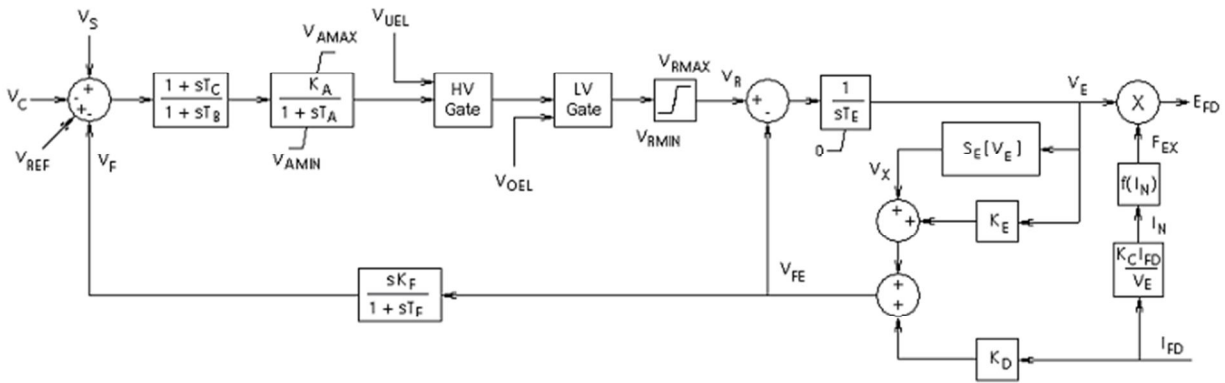 V_S
V_C
V_REF
V_F
+
-
+
-
1 + sT_C
1 + sT_B
V_AMAX
K_A
1 + sT_A
V_AMIN
V_UEL
HV
Gate
LV
Gate
V_OEL
V_RMAX
V_RMIN
V_R
+
-
1
sT_E
0
V_E
X
E_FD
F_EX
f(I_N)
I_N
K_C I_FD
V_E
I_FD
S_E[V_E]
V_X
+
+
K_E
+
+
V_FE
K_D
sK_F
1 + sT_F